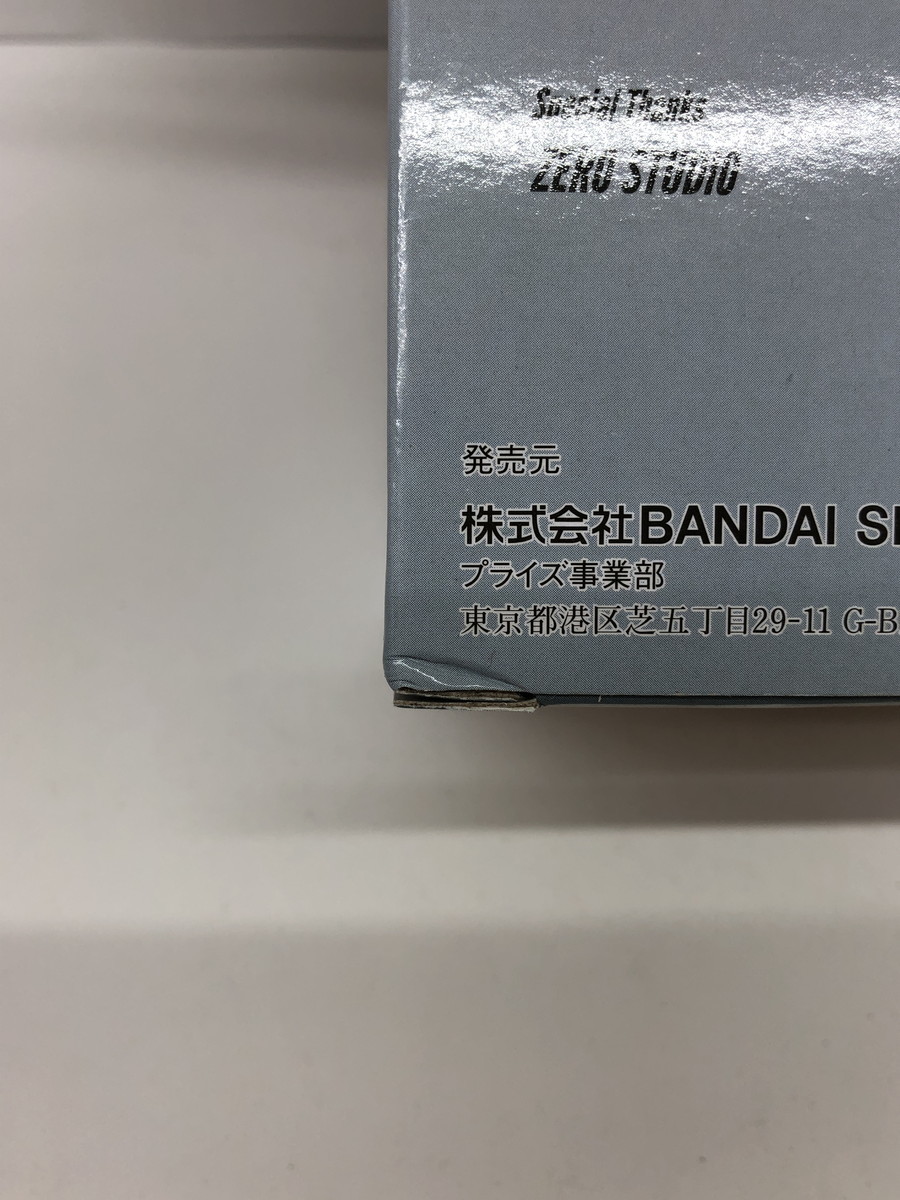 Special Thanks
ZERO STUDIO
発売元
株式会社BANDAI S
プライズ事業部
東京都港区芝五丁目29-11 G-B